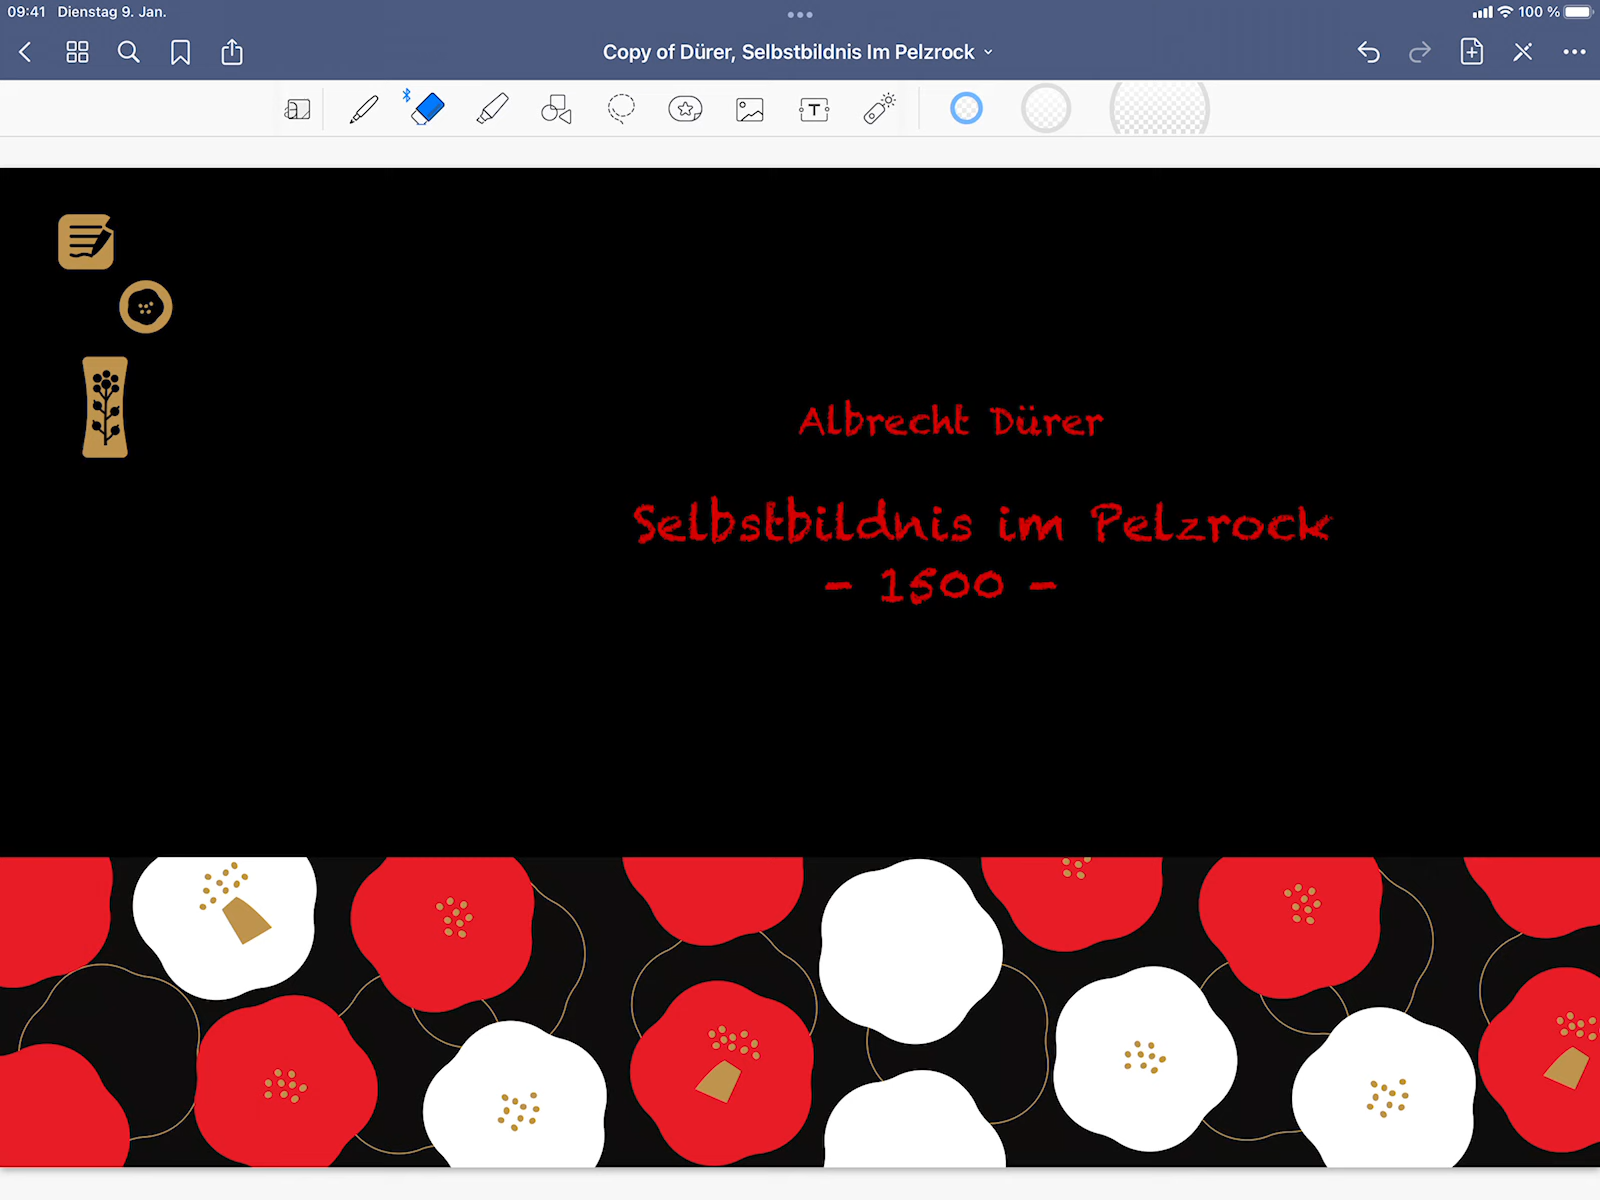 09:41 Dienstag 9. Jan.
100 %
Copy of Dürer, Selbstbildnis Im Pelzrock
Albrecht Dürer
Selbstbildnis im Pelzrock
- 1500 -